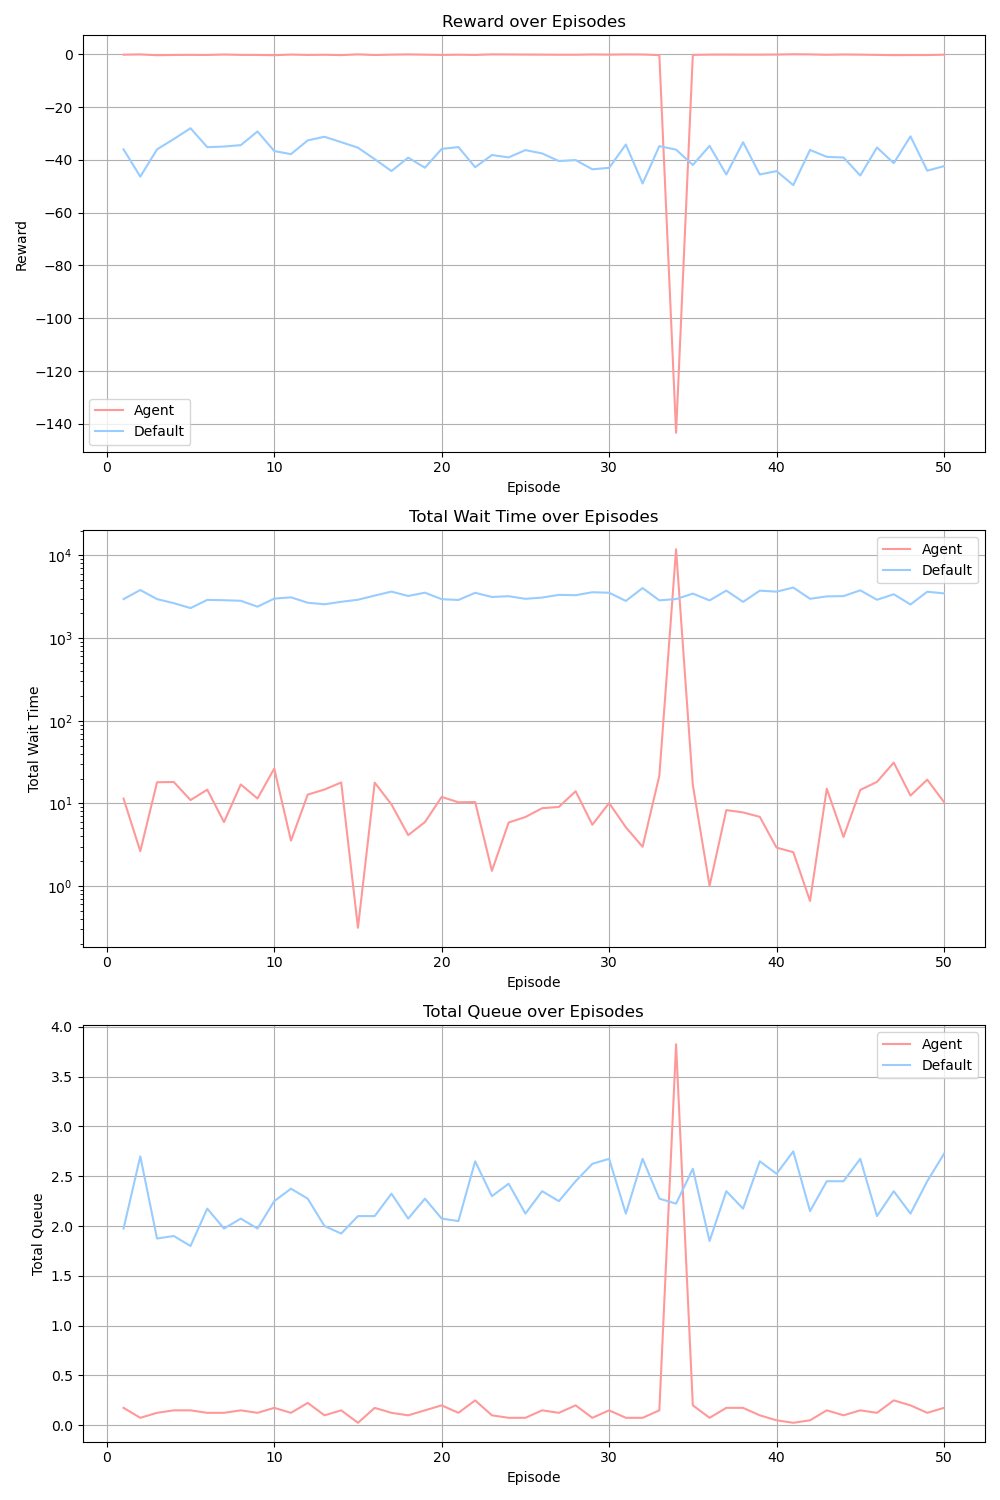 Reward over Episodes
0
−20
−40
−60
−80
−100
−120
−140
Reward
Agent
Default
0 10 20 30 40 50
Episode
Total Wait Time over Episodes
10^4
10^3
10^2
10^1
10^0
Total Wait Time
Agent
Default
0 10 20 30 40 50
Episode
Total Queue over Episodes
4.0
3.5
3.0
2.5
2.0
1.5
1.0
0.5
0.0
Total Queue
Agent
Default
0 10 20 30 40 50
Episode